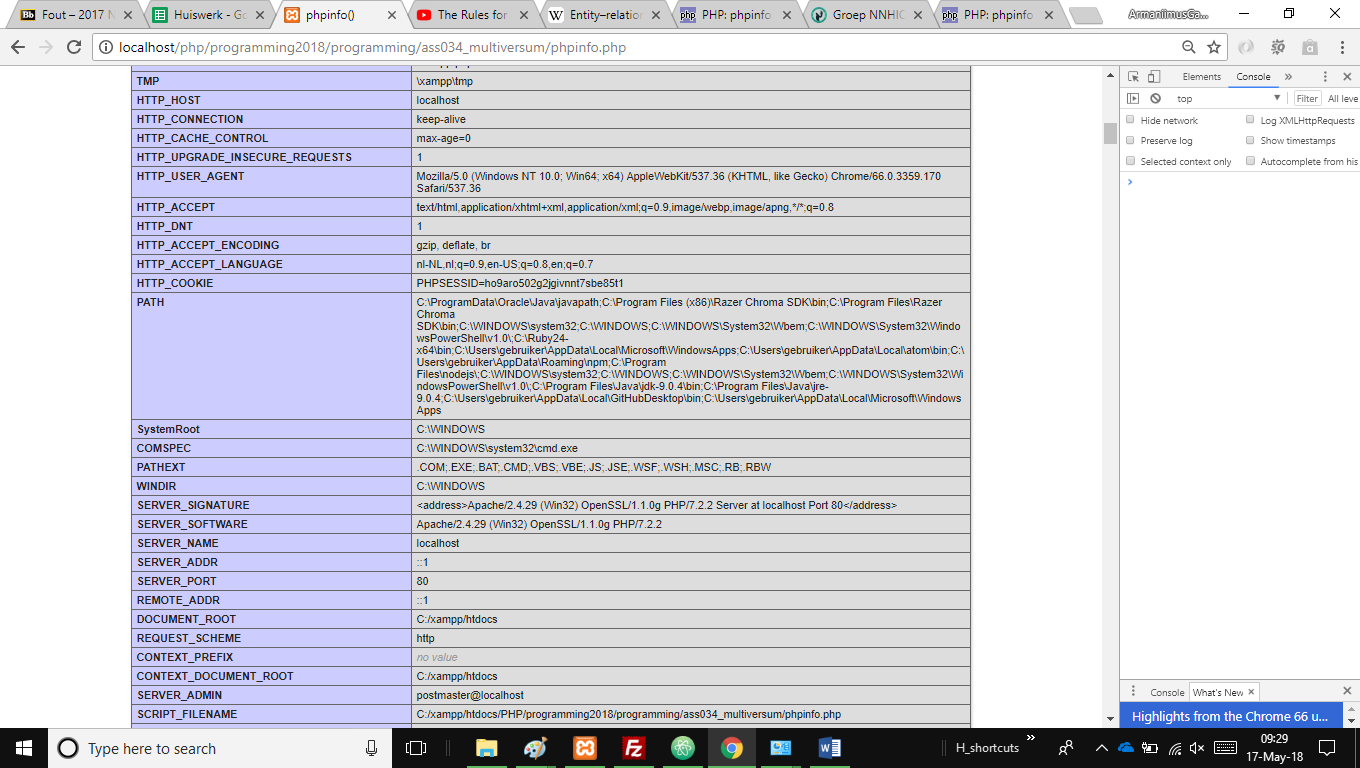 Fout – 2017 N
Huiswerk - Go
phpinfo()
The Rules for
Entity–relation
PHP: phpinfo
Groep NNHIC
PHP: phpinfo
ArmaniimusGa...
localhost/php/programming2018/programming/ass034_multiversum/phpinfo.php
TMP \xampp\tmp
HTTP_HOST localhost
HTTP_CONNECTION keep-alive
HTTP_CACHE_CONTROL max-age=0
HTTP_UPGRADE_INSECURE_REQUESTS 1
HTTP_USER_AGENT Mozilla/5.0 (Windows NT 10.0; Win64; x64) AppleWebKit/537.36 (KHTML, like Gecko) Chrome/66.0.3359.170
Safari/537.36
HTTP_ACCEPT text/html,application/xhtml+xml,application/xml;q=0.9,image/webp,image/apng,*/*;q=0.8
HTTP_DNT 1
HTTP_ACCEPT_ENCODING gzip, deflate, br
HTTP_ACCEPT_LANGUAGE nl-NL,nl;q=0.9,en-US;q=0.8,en;q=0.7
HTTP_COOKIE PHPSESSID=ho9aro502g2jgivnnt7sbe85t1
PATH C:\ProgramData\Oracle\Java\javapath;C:\Program Files (x86)\Razer Chroma SDK\bin;C:\Program Files\Razer
Chroma
SDK\bin;C:\WINDOWS\system32;C:\WINDOWS;C:\WINDOWS\System32\Wbem;C:\WINDOWS\System32\Windo
wsPowerShell\v1.0\;C:\Ruby24-
x64\bin;C:\Users\gebruiker\AppData\Local\Microsoft\WindowsApps;C:\Users\gebruiker\AppData\Local\atom\bin;C:\
Users\gebruiker\AppData\Roaming\npm;C:\Program
Files\nodejs\;C:\WINDOWS\system32;C:\WINDOWS;C:\WINDOWS\System32\Wbem;C:\WINDOWS\System32\Wi
ndowsPowerShell\v1.0\;C:\Program Files\Java\jdk-9.0.4\bin;C:\Program Files\Java\jre-
9.0.4;C:\Users\gebruiker\AppData\Local\GitHubDesktop\bin;C:\Users\gebruiker\AppData\Local\Microsoft\Windows
Apps
SystemRoot C:\WINDOWS
COMSPEC C:\WINDOWS\system32\cmd.exe
PATHEXT .COM;.EXE;.BAT;.CMD;.VBS;.VBE;.JS;.JSE;.WSF;.WSH;.MSC;.RB;.RBW
WINDIR C:\WINDOWS
SERVER_SIGNATURE <address>Apache/2.4.29 (Win32) OpenSSL/1.1.0g PHP/7.2.2 Server at localhost Port 80</address>
SERVER_SOFTWARE Apache/2.4.29 (Win32) OpenSSL/1.1.0g PHP/7.2.2
SERVER_NAME localhost
SERVER_ADDR ::1
SERVER_PORT 80
REMOTE_ADDR ::1
DOCUMENT_ROOT C:/xampp/htdocs
REQUEST_SCHEME http
CONTEXT_PREFIX no value
CONTEXT_DOCUMENT_ROOT C:/xampp/htdocs
SERVER_ADMIN postmaster@localhost
SCRIPT_FILENAME C:/xampp/htdocs/PHP/programming2018/programming/ass034_multiversum/phpinfo.php
Elements Console »
top Filter All leve
Hide network Log XMLHttpRequests
Preserve log Show timestamps
Selected context only Autocomplete from his
Console What's New
Highlights from the Chrome 66 u...
Type here to search
H_shortcuts »
09:29
17-May-18